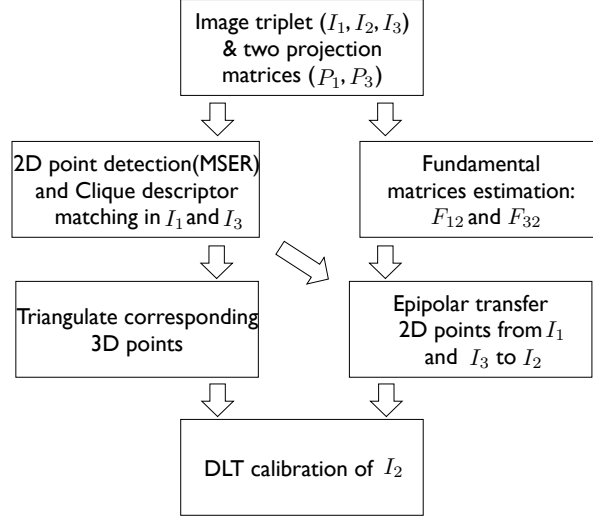 Image triplet (I₁, I₂, I₃)
& two projection
matrices (P₁, P₃)
2D point detection(MSER)
and Clique descriptor
matching in I₁ and I₃
Fundamental
matrices estimation:
F₁₂ and F₃₂
Triangulate corresponding
3D points
Epipolar transfer
2D points from I₁
and I₃ to I₂
DLT calibration of I₂